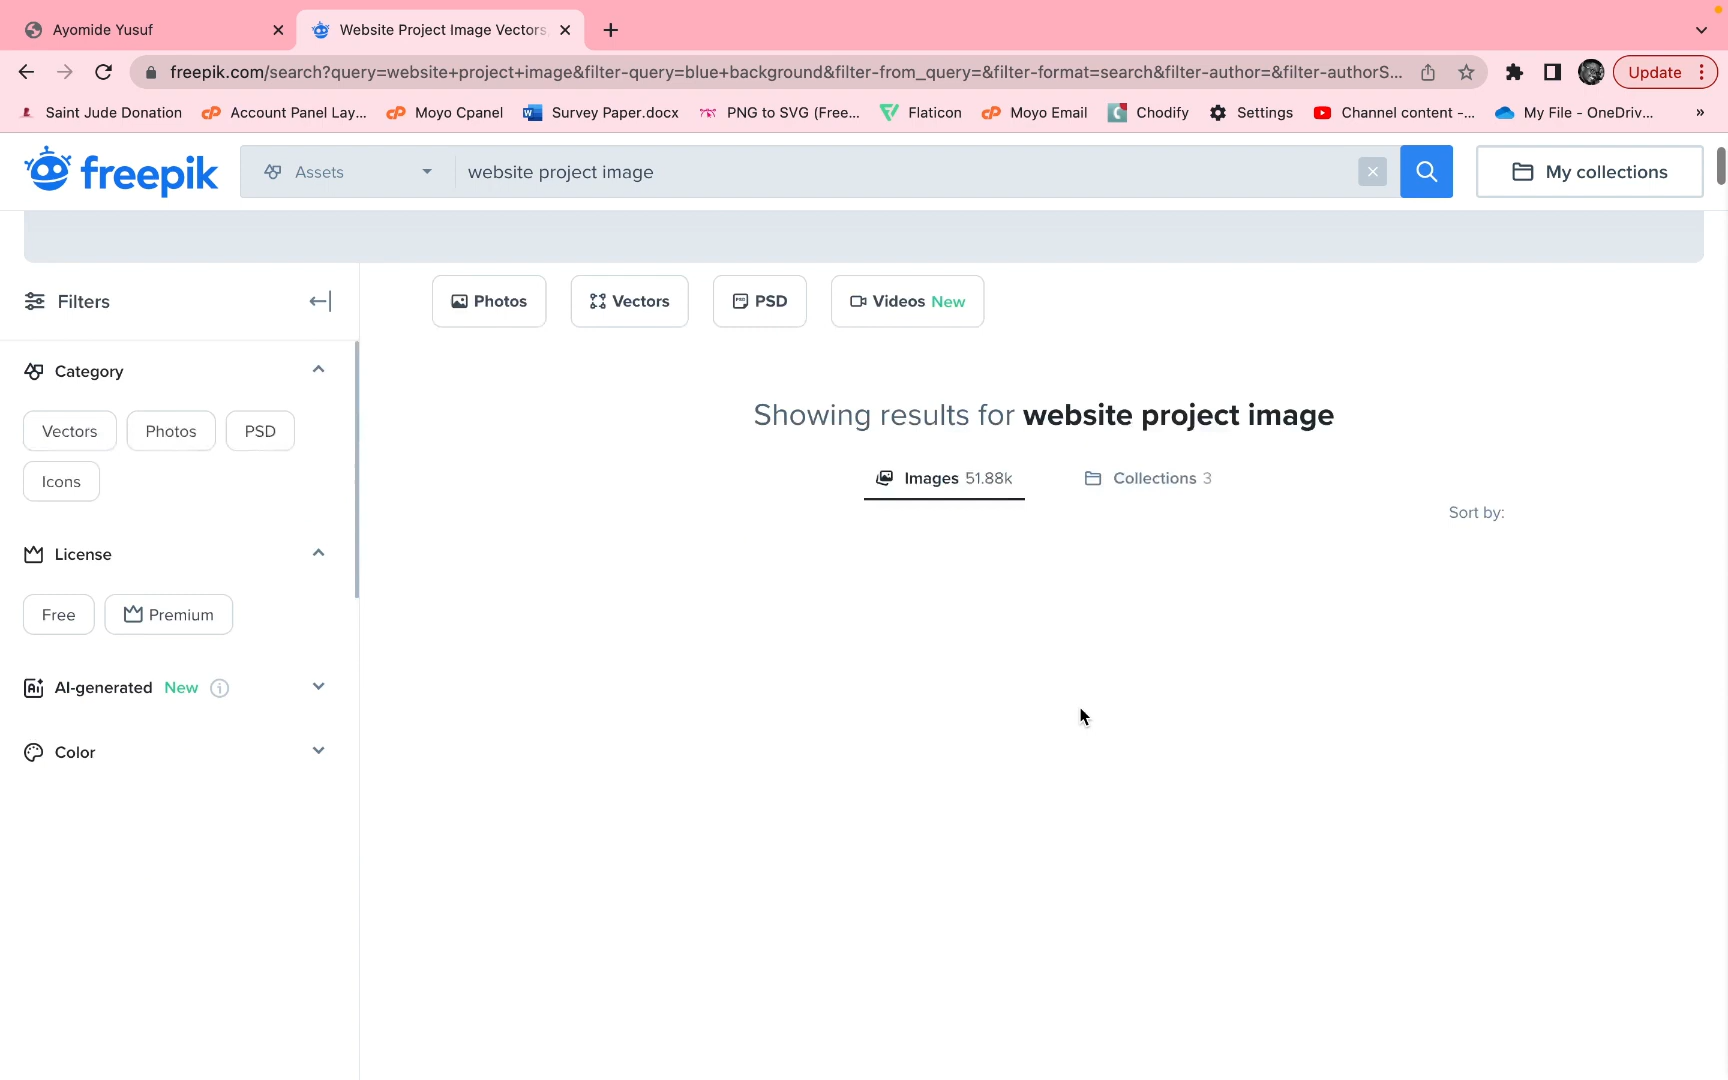 Ayomide Yusuf
Website Project Image Vectors,
freepik.com/search?query=website+project+image&filter-query=blue+background&filter-from_query=&filter-format=search&filter-author=&filter-authorS...
Update
Saint Jude Donation
Account Panel Lay...
Moyo Cpanel
Survey Paper.docx
PNG to SVG (Free...
Flaticon
Moyo Email
Chodify
Settings
Channel content -...
My File - OneDriv...
»
freepik
Assets
website project image
My collections
Filters
Photos
Vectors
PSD
Videos New
Category
Vectors
Photos
PSD
Icons
Showing results for website project image
Images 51.88k
Collections 3
Sort by:
License
Free
Premium
AI-generated New
Color